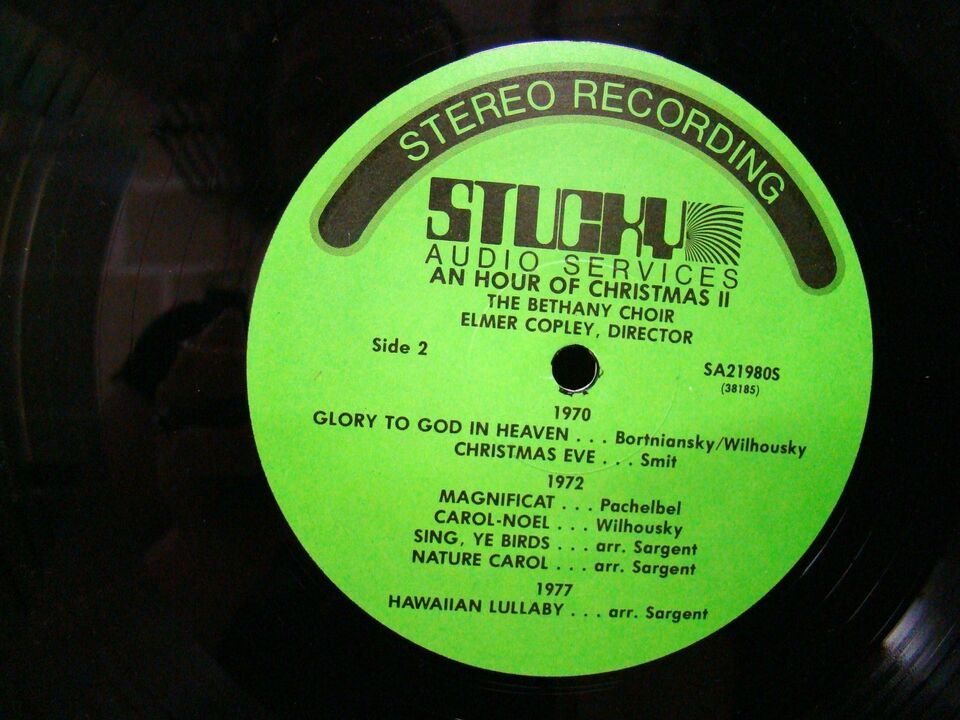 STEREO RECORDING
STUCKY
AUDIO SERVICES
AN HOUR OF CHRISTMAS II
THE BETHANY CHOIR
ELMER COPLEY, DIRECTOR
Side 2
SA21980S
(38185)
1970
GLORY TO GOD IN HEAVEN . . . Bortniansky/Wilhousky
CHRISTMAS EVE . . . Smit
1972
MAGNIFICAT . . . Pachelbel
CAROL-NOEL . . . Wilhousky
SING, YE BIRDS . . . arr. Sargent
NATURE CAROL . . . arr. Sargent
1977
HAWAIIAN LULLABY . . . arr. Sargent